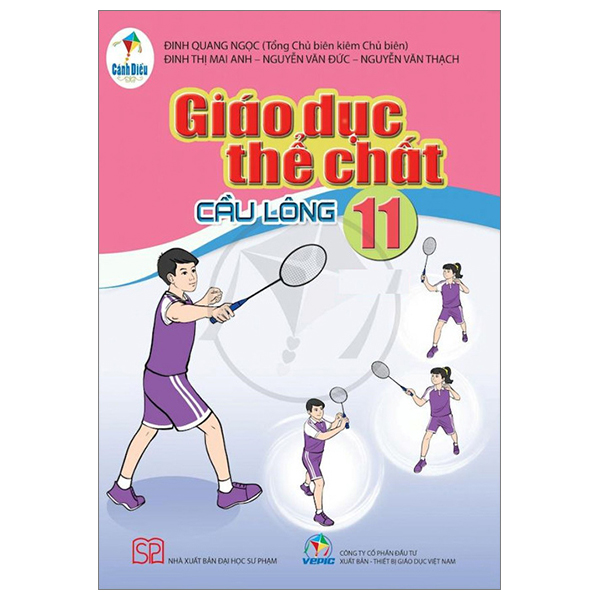 Cánh Diều
ĐINH QUANG NGỌC (Tổng Chủ biên kiêm Chủ biên)
ĐINH THỊ MAI ANH – NGUYỄN VĂN ĐỨC – NGUYỄN VĂN THẠCH
Giáo dục
thể chất
CẦU LÔNG 11
SP
NHÀ XUẤT BẢN ĐẠI HỌC SƯ PHẠM
VEPIC
CÔNG TY CỔ PHẦN ĐẦU TƯ
XUẤT BẢN - THIẾT BỊ GIÁO DỤC VIỆT NAM